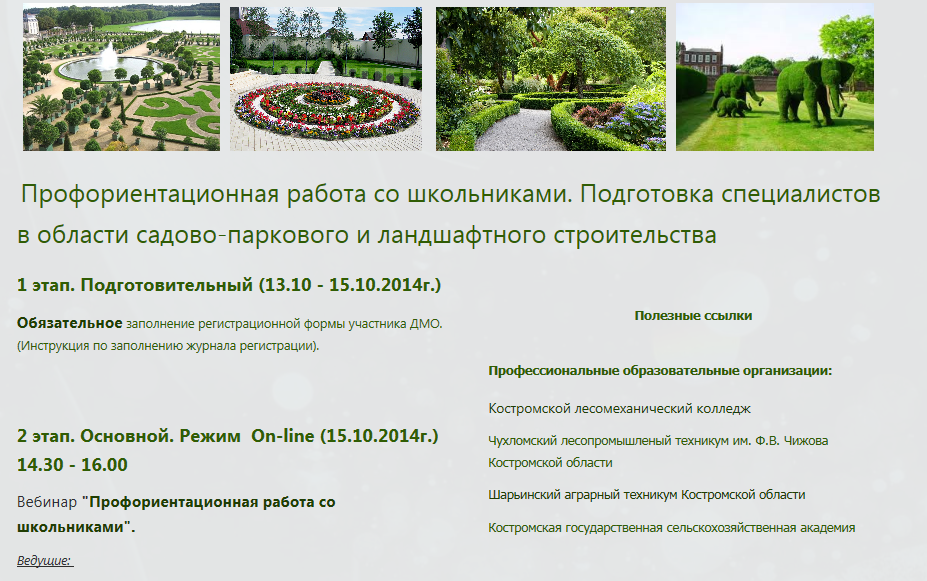 Профориентационная работа со школьниками. Подготовка специалистов
в области садово-паркового и ландшафтного строительства
1 этап. Подготовительный (13.10 - 15.10.2014г.)
Обязательное заполнение регистрационной формы участника ДМО.
(Инструкция по заполнению журнала регистрации).
2 этап. Основной. Режим On-line (15.10.2014г.)
14.30 - 16.00
Вебинар "Профориентационная работа со
школьниками".
Ведущие:
Полезные ссылки
Профессиональные образовательные организации:
Костромской лесомеханический колледж
Чухломский лесопромышленый техникум им. Ф.В. Чижова
Костромской области
Шарьинский аграрный техникум Костромской области
Костромская государственная сельскохозяйственная академия